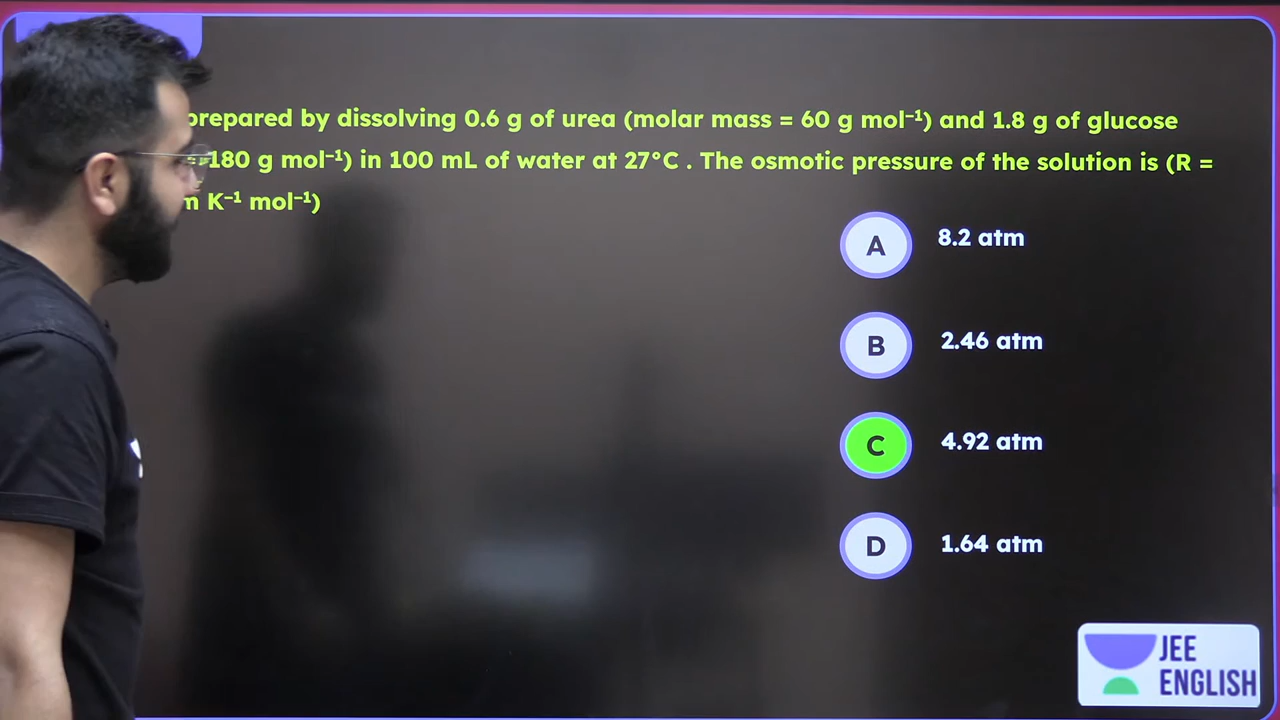 prepared by dissolving 0.6 g of urea (molar mass = 60 g mol⁻¹) and 1.8 g of glucose
180 g mol⁻¹) in 100 mL of water at 27°C . The osmotic pressure of the solution is (R =
K⁻¹ mol⁻¹)
A 8.2 atm
B 2.46 atm
C 4.92 atm
D 1.64 atm
JEE
ENGLISH